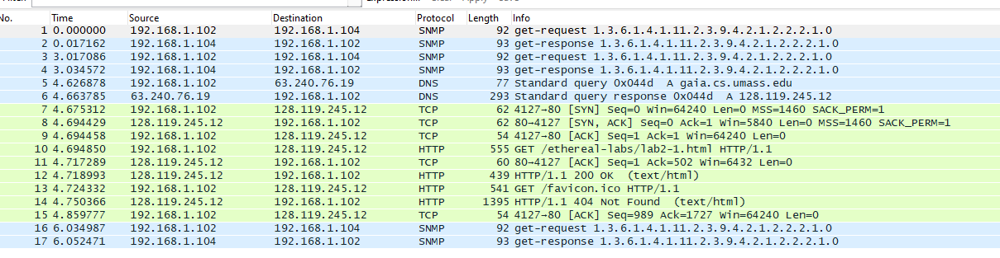 No. Time Source Destination Protocol Length Info
1 0.000000 192.168.1.102 192.168.1.104 SNMP 92 get-request 1.3.6.1.4.1.11.2.3.9.4.2.1.2.2.2.1.0
2 0.017162 192.168.1.104 192.168.1.102 SNMP 93 get-response 1.3.6.1.4.1.11.2.3.9.4.2.1.2.2.2.1.0
3 3.017086 192.168.1.102 192.168.1.104 SNMP 92 get-request 1.3.6.1.4.1.11.2.3.9.4.2.1.2.2.2.1.0
4 3.034572 192.168.1.104 192.168.1.102 SNMP 93 get-response 1.3.6.1.4.1.11.2.3.9.4.2.1.2.2.2.1.0
5 4.626878 192.168.1.102 63.240.76.19 DNS 77 Standard query 0x044d A gaia.cs.umass.edu
6 4.663785 63.240.76.19 192.168.1.102 DNS 293 Standard query response 0x044d A 128.119.245.12
7 4.675312 192.168.1.102 128.119.245.12 TCP 62 4127→80 [SYN] Seq=0 Win=64240 Len=0 MSS=1460 SACK_PERM=1
8 4.694429 128.119.245.12 192.168.1.102 TCP 62 80→4127 [SYN, ACK] Seq=0 Ack=1 Win=5840 Len=0 MSS=1460 SACK_PERM=1
9 4.694458 192.168.1.102 128.119.245.12 TCP 54 4127→80 [ACK] Seq=1 Ack=1 Win=64240 Len=0
10 4.694850 192.168.1.102 128.119.245.12 HTTP 555 GET /ethereal-labs/lab2-1.html HTTP/1.1
11 4.717289 128.119.245.12 192.168.1.102 TCP 60 80→4127 [ACK] Seq=1 Ack=502 Win=6432 Len=0
12 4.718993 128.119.245.12 192.168.1.102 HTTP 439 HTTP/1.1 200 OK (text/html)
13 4.724332 192.168.1.102 128.119.245.12 HTTP 541 GET /favicon.ico HTTP/1.1
14 4.750366 128.119.245.12 192.168.1.102 HTTP 1395 HTTP/1.1 404 Not Found (text/html)
15 4.859777 192.168.1.102 128.119.245.12 TCP 54 4127→80 [ACK] Seq=989 Ack=1727 Win=64240 Len=0
16 6.034987 192.168.1.102 192.168.1.104 SNMP 92 get-request 1.3.6.1.4.1.11.2.3.9.4.2.1.2.2.2.1.0
17 6.052471 192.168.1.104 192.168.1.102 SNMP 93 get-response 1.3.6.1.4.1.11.2.3.9.4.2.1.2.2.2.1.0